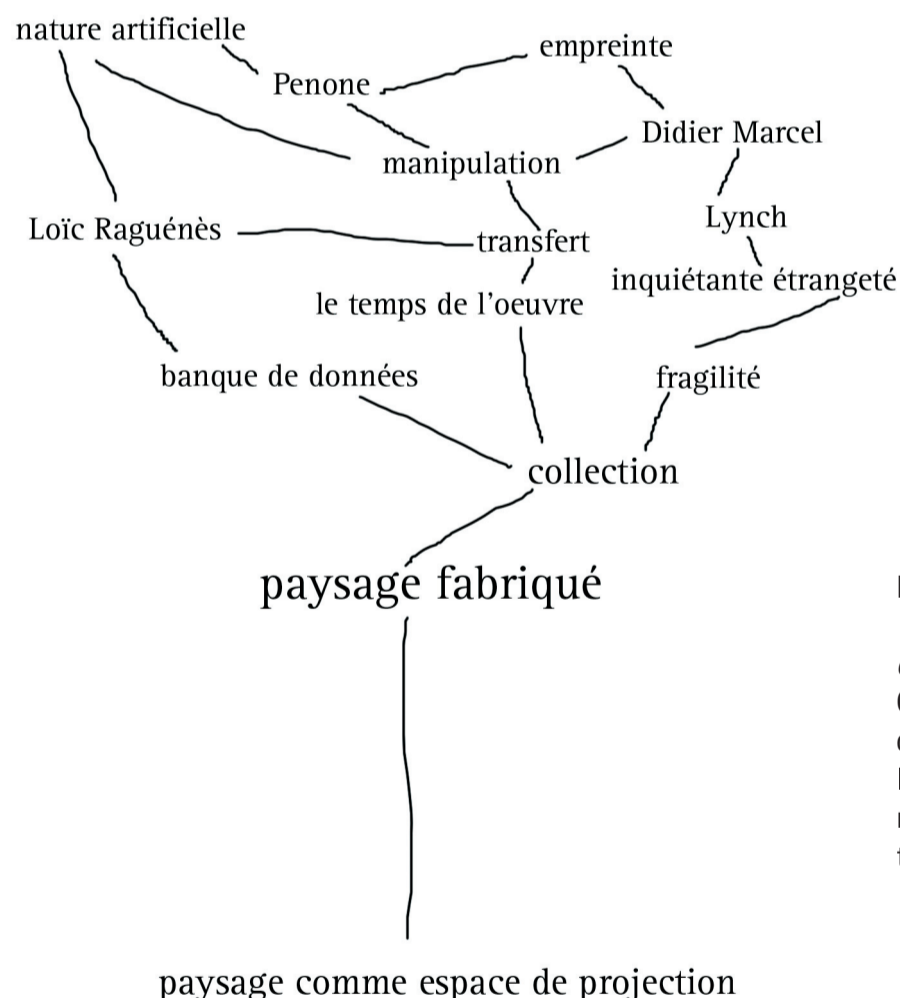 nature artificielle
empreinte
Penone
Didier Marcel
manipulation
Lynch
Loïc Raguénès
transfert
inquiétante étrangeté
le temps de l'oeuvre
banque de données
fragilité
collection
paysage fabriqué
paysage comme espace de projection